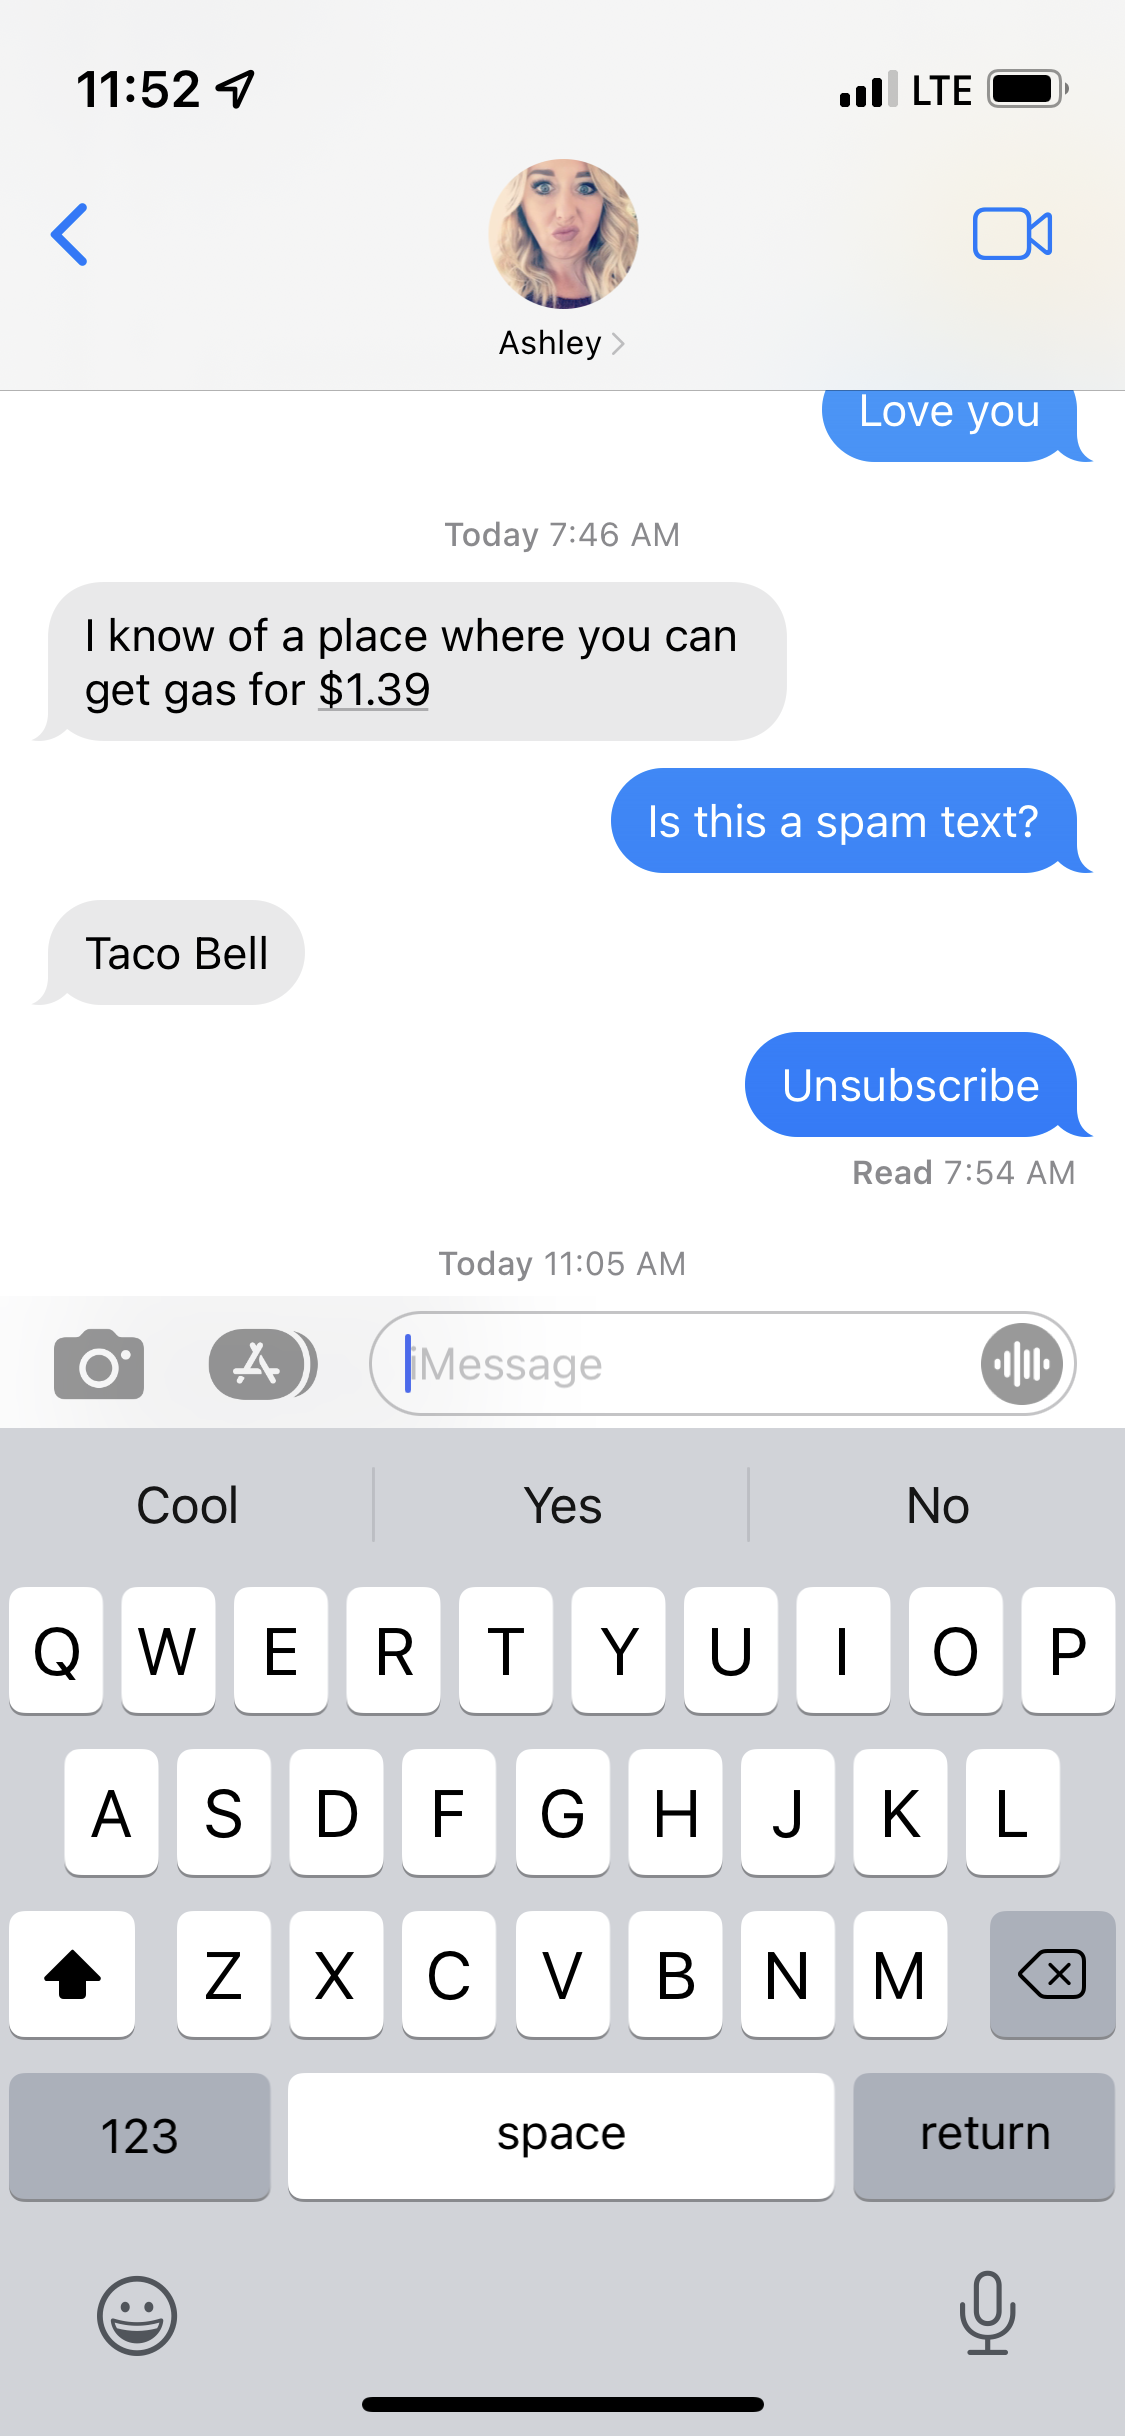 11:52 LTE
Ashley
Love you
Today 7:46 AM
I know of a place where you can
get gas for $1.39
Is this a spam text?
Taco Bell
Unsubscribe
Read 7:54 AM
Today 11:05 AM
iMessage
Cool Yes No
Q W E R T Y U I O P
A S D F G H J K L
Z X C V B N M
123 space return